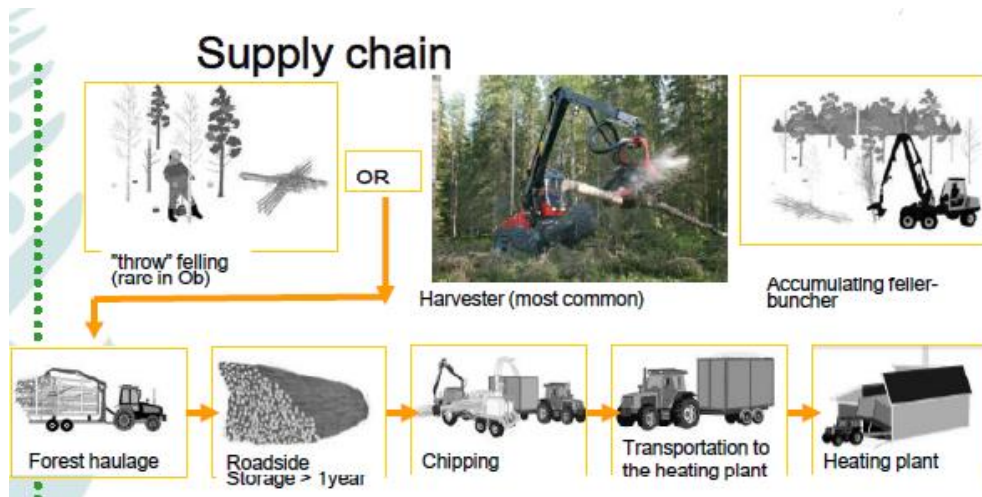 Supply chain
OR
"throw" felling
(rare in Ob)
Harvester (most common)
Accumulating feller-
buncher
Forest haulage
Roadside
Storage > 1year
Chipping
Transportation to
the heating plant
Heating plant